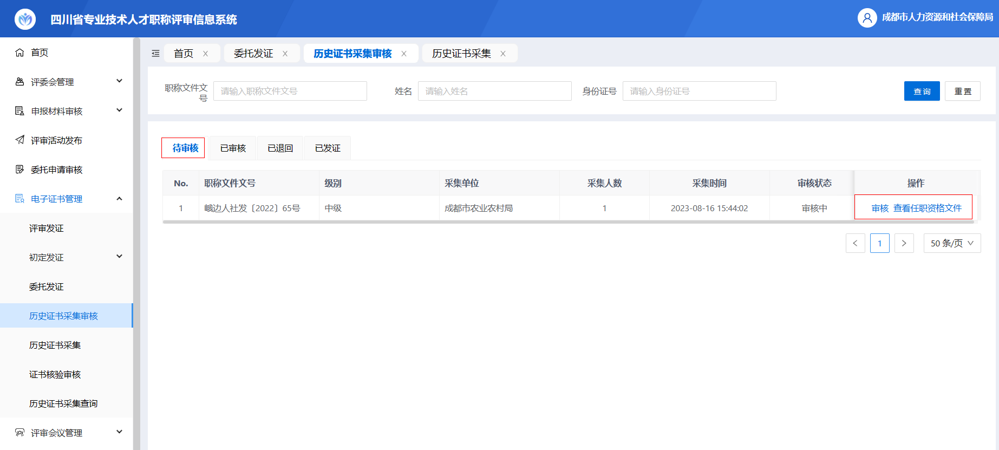 四川省专业技术人才职称评审信息系统
成都市人力资源和社会保障局
首页
评委会管理
申报材料审核
评审活动发布
委托申请审核
电子证书管理
评审发证
初定发证
委托发证
历史证书采集审核
历史证书采集
证书核验审核
历史证书采集查询
评审会议管理
首页 X 委托发证 X 历史证书采集审核 X 历史证书采集 X
职称文件文号 请输入职称文件文号 姓名 请输入姓名 身份证号 请输入身份证号 查询 重置
待审核 已审核 已退回 已发证
No. 职称文件文号 级别 采集单位 采集人数 采集时间 审核状态 操作
1 峨边人社发〔2022〕65号 中级 成都市农业农村局 1 2023-08-16 15:44:02 审核中 审核 查看任职资格文件
< 1 > 50 条/页